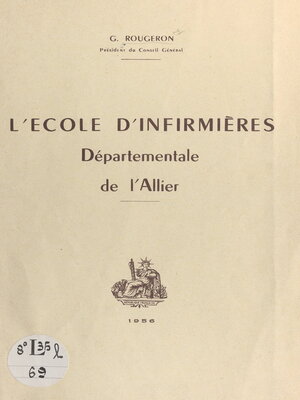 G. ROUGERON
Président du Conseil Général
L'ECOLE D'INFIRMIÈRES
Départementale
de l'Allier
1956
8° L35 l
69